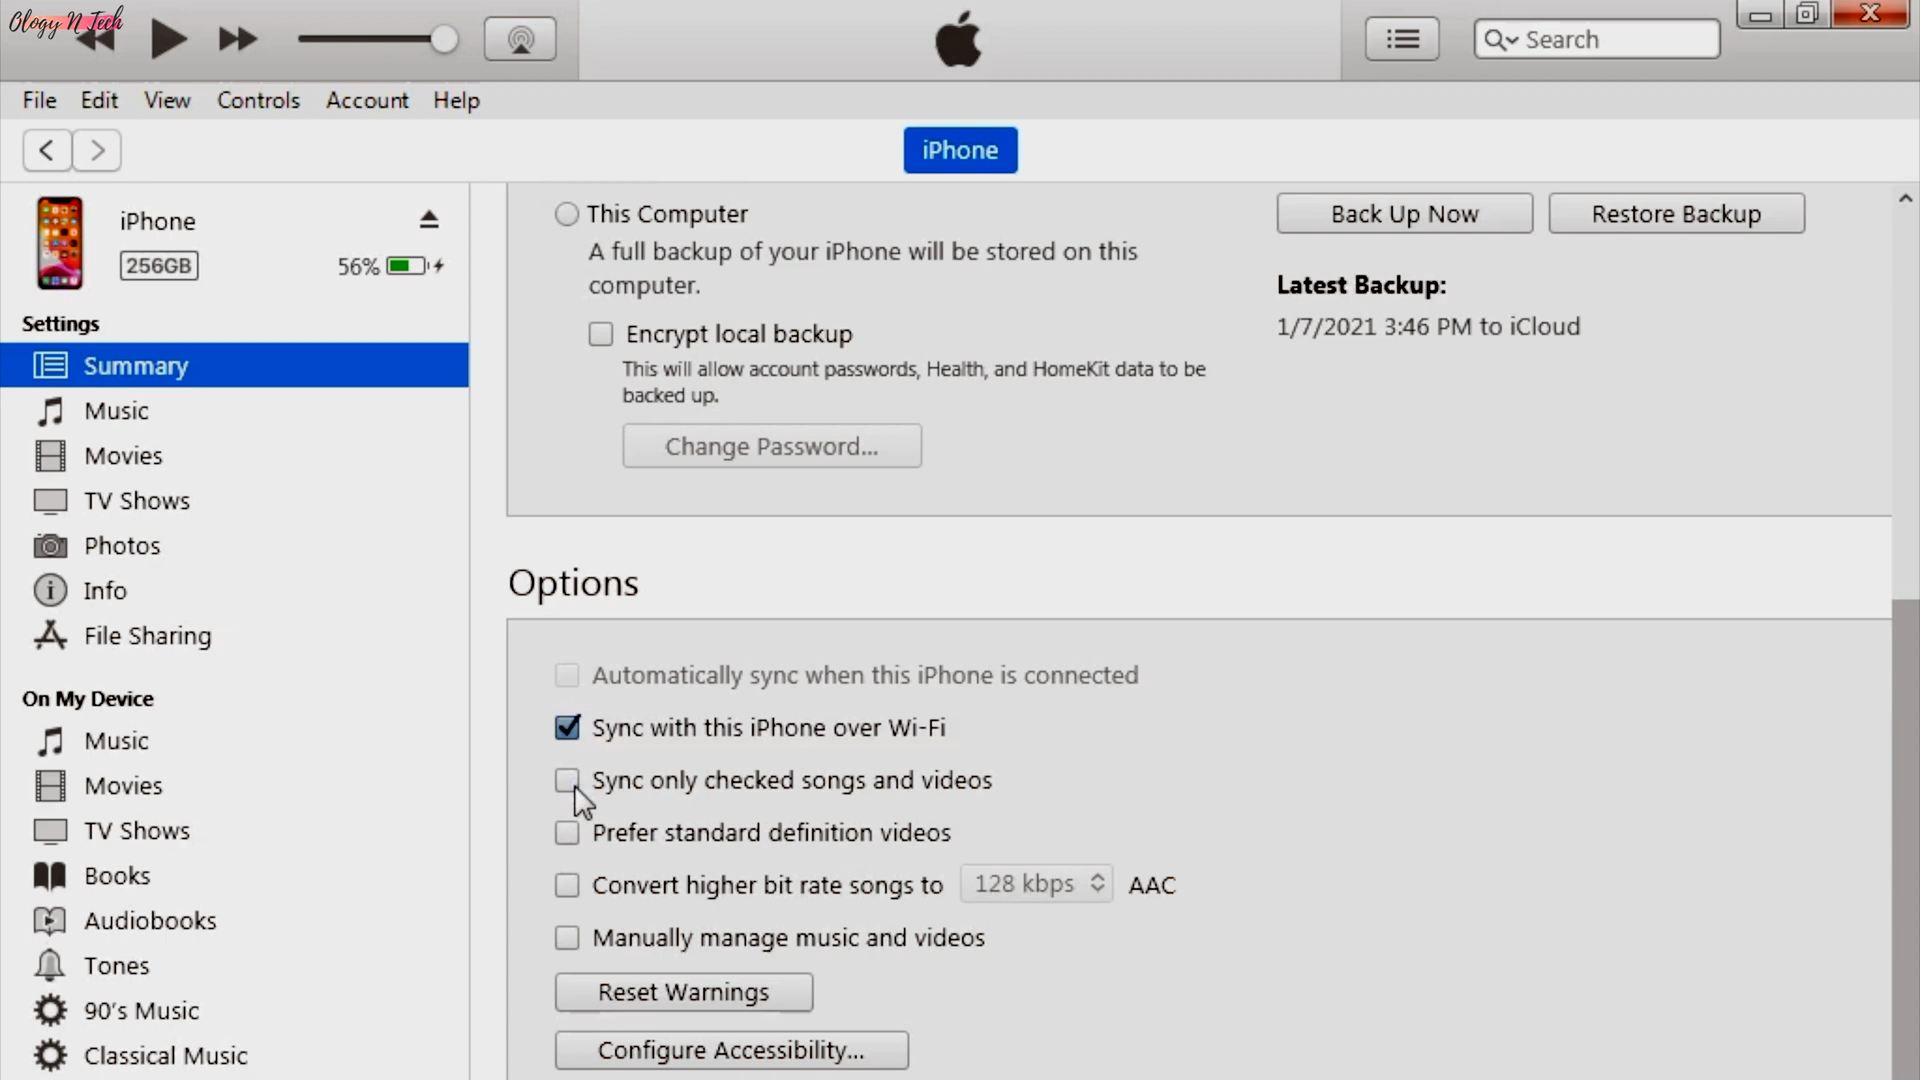 Ology N Tech
Search
File Edit View Controls Account Help
iPhone
iPhone
256GB
56%
Settings
Summary
Music
Movies
TV Shows
Photos
Info
File Sharing
On My Device
Music
Movies
TV Shows
Books
Audiobooks
Tones
90's Music
Classical Music
This Computer
A full backup of your iPhone will be stored on this
computer.
Encrypt local backup
This will allow account passwords, Health, and HomeKit data to be
backed up.
Change Password...
Back Up Now Restore Backup
Latest Backup:
1/7/2021 3:46 PM to iCloud
Options
Automatically sync when this iPhone is connected
Sync with this iPhone over Wi-Fi
Sync only checked songs and videos
Prefer standard definition videos
Convert higher bit rate songs to 128 kbps AAC
Manually manage music and videos
Reset Warnings
Configure Accessibility...